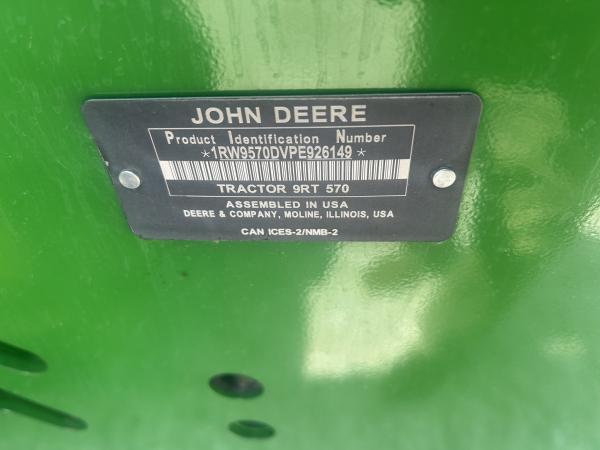 JOHN DEERE
Product Identification Number
*1RW9570DVPE926149*
TRACTOR 9RT 570
ASSEMBLED IN USA
DEERE & COMPANY, MOLINE, ILLINOIS, USA
CAN ICES-2/NMB-2